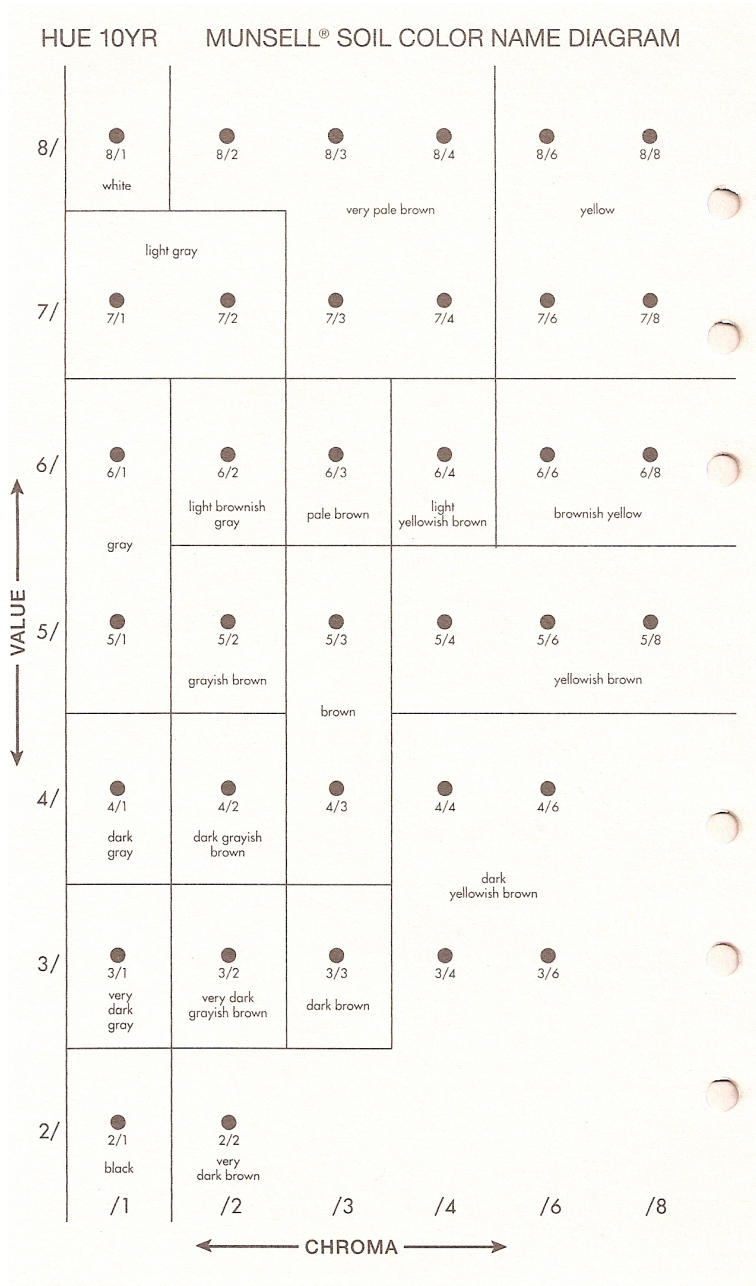 HUE 10YR MUNSELL® SOIL COLOR NAME DIAGRAM
8/
8/1 8/2 8/3 8/4 8/6 8/8
white
very pale brown yellow
light gray
7/
7/1 7/2 7/3 7/4 7/6 7/8
6/
6/1 6/2 6/3 6/4 6/6 6/8
light brownish
gray
pale brown
light
yellowish brown
brownish yellow
gray
5/
5/1 5/2 5/3 5/4 5/6 5/8
grayish brown yellowish brown
brown
VALUE
4/
4/1 4/2 4/3 4/4 4/6
dark
gray
dark grayish
brown
dark
yellowish brown
3/
3/1 3/2 3/3 3/4 3/6
very
dark
gray
very dark
grayish brown
dark brown
2/
2/1 2/2
black
very
dark brown
/1 /2 /3 /4 /6 /8
CHROMA